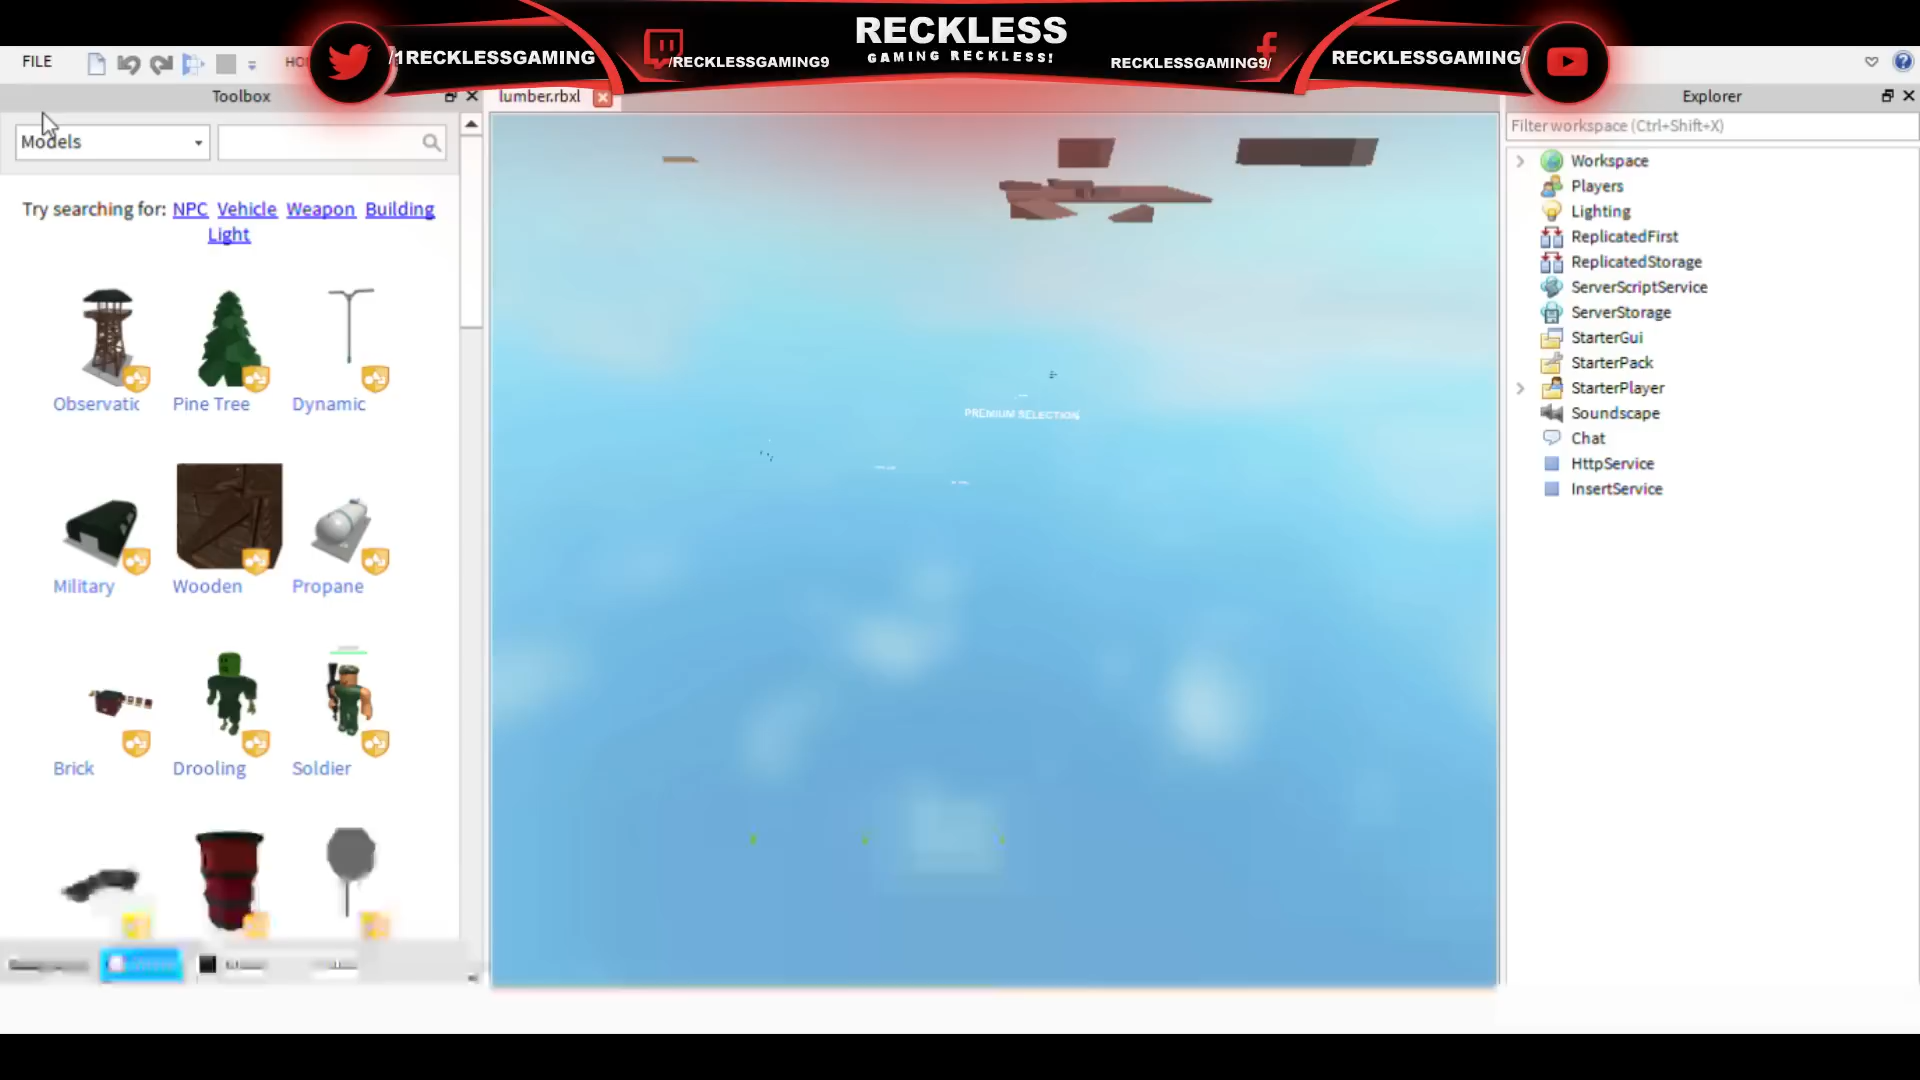 RECKLESS
GAMING RECKLESS!
/1RECKLESSGAMING
/RECKLESSGAMING9
RECKLESSGAMING9/
RECKLESSGAMING/
FILE
Toolbox
lumber.rbxl
Explorer
Models
Filter workspace (Ctrl+Shift+X)
Try searching for: NPC Vehicle Weapon Building
Light
Observatic
Pine Tree
Dynamic
Military
Wooden
Propane
Brick
Drooling
Soldier
PREMIUM SELECTION
Workspace
Players
Lighting
ReplicatedFirst
ReplicatedStorage
ServerScriptService
ServerStorage
StarterGui
StarterPack
StarterPlayer
Soundscape
Chat
HttpService
InsertService